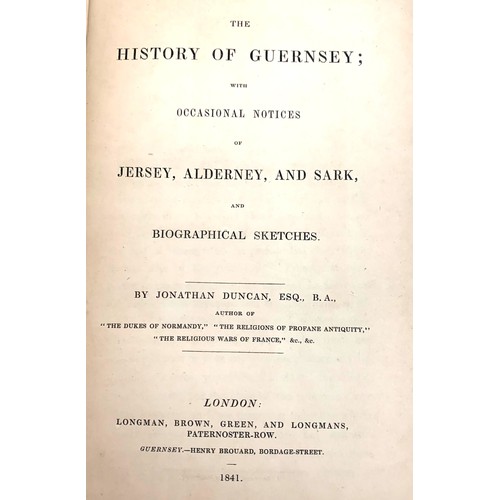 THE
HISTORY OF GUERNSEY;
WITH
OCCASIONAL NOTICES
OF
JERSEY, ALDERNEY, AND SARK,
AND
BIOGRAPHICAL SKETCHES.
BY JONATHAN DUNCAN, ESQ., B.A.,
AUTHOR OF
"THE DUKES OF NORMANDY," "THE RELIGIONS OF PROFANE ANTIQUITY,"
"THE RELIGIOUS WARS OF FRANCE," &c., &c.
LONDON:
LONGMAN, BROWN, GREEN, AND LONGMANS,
PATERNOSTER-ROW.
GUERNSEY.—HENRY BROUARD, BORDAGE-STREET.
1841.